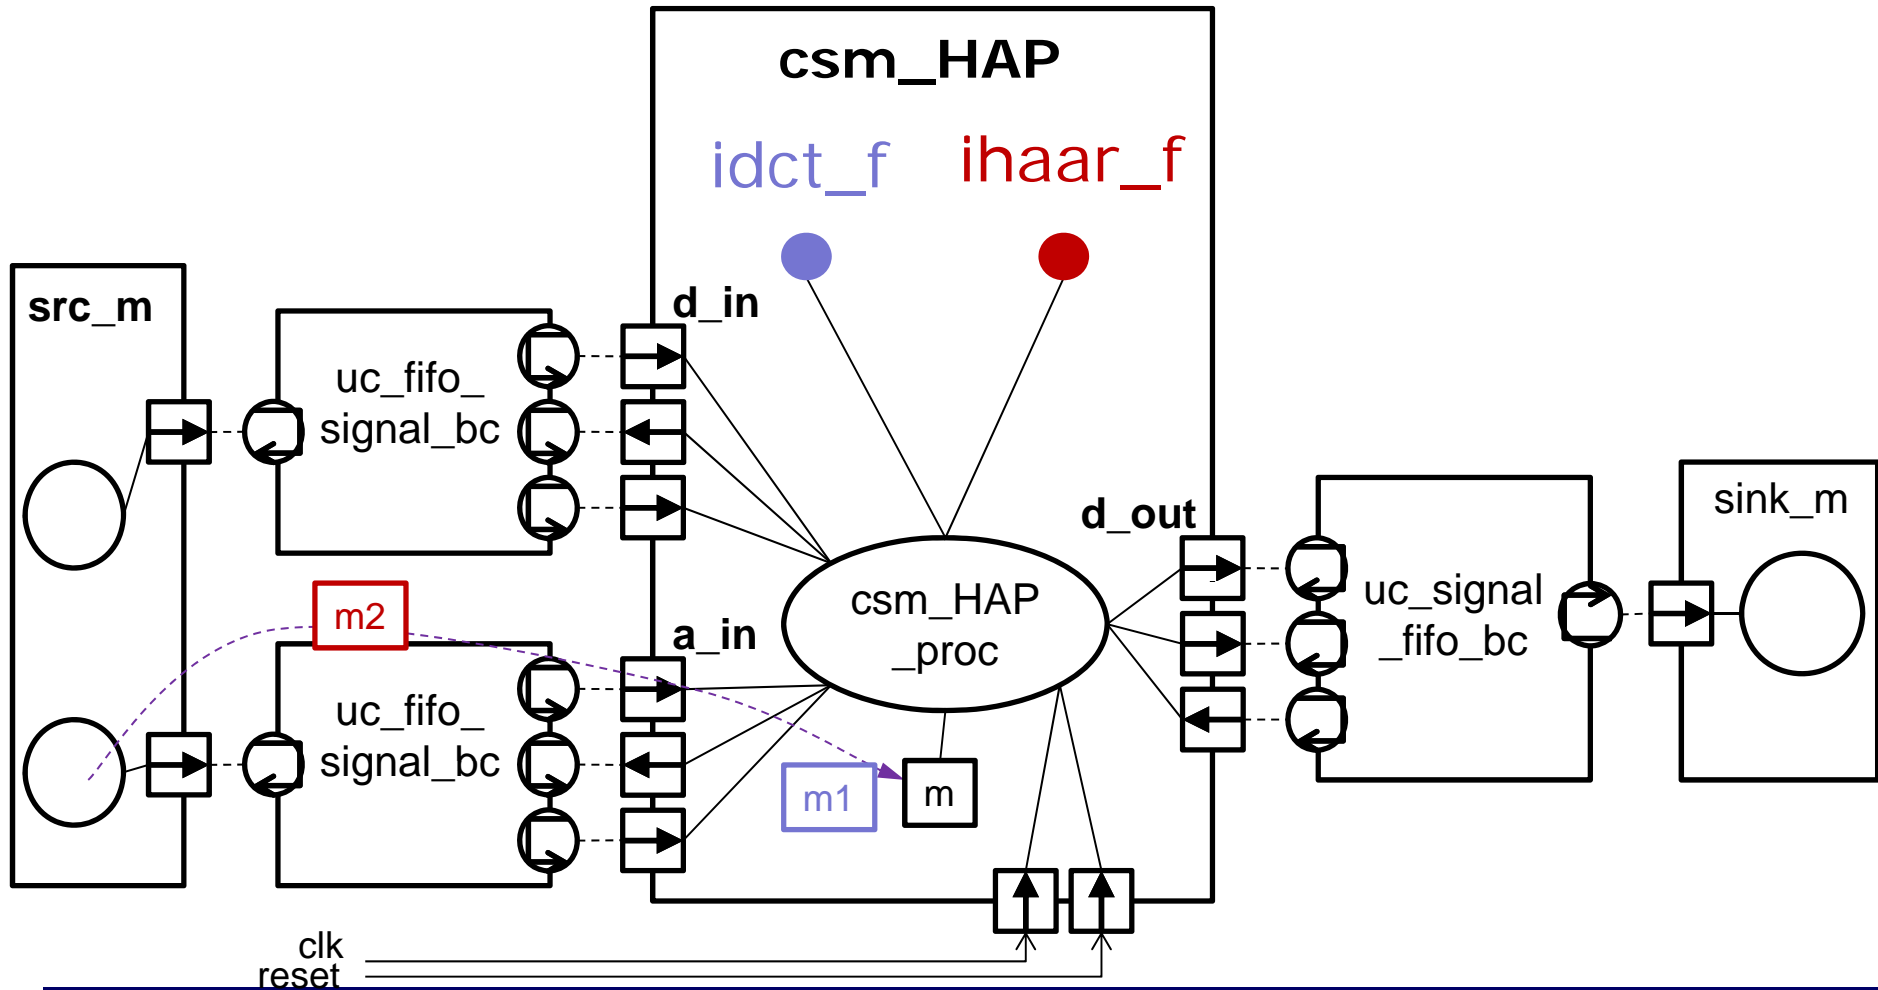 csm_HAP
idct_f
ihaar_f
src_m
d_in
uc_fifo_
signal_bc
d_out
sink_m
csm_HAP
_proc
uc_signal
_fifo_bc
m2
a_in
uc_fifo_
signal_bc
m1
m
clk
reset